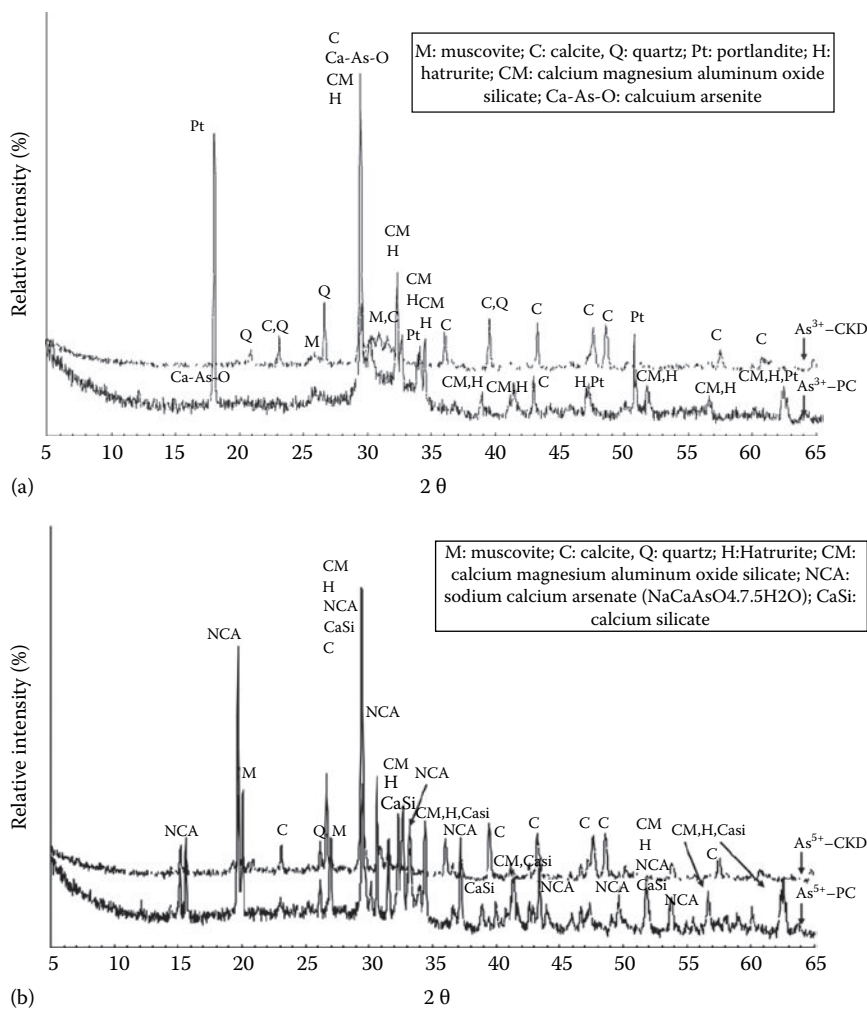 C
Ca-As-O
CM
H
M: muscovite; C: calcite, Q: quartz; Pt: portlandite; H:
hatrurite; CM: calcium magnesium aluminum oxide
silicate; Ca-As-O: calcuium arsenite
Pt
Relative intensity (%)
CM
H
CM
H
CM
H
Q
M,C
Pt
Q
C,Q
M
C
C,Q
C
C
C
Pt
C
C
As3+–CKD
Ca-As-O
CM,H
CM,H
C
H Pt
CM,H
CM,H
CM,H,Pt
As3+–PC
5 10 15 20 25 30 35 40 45 50 55 60 65
(a)
2 θ
M: muscovite; C: calcite, Q: quartz; H:Hatrurite; CM:
calcium magnesium aluminum oxide silicate; NCA:
sodium calcium arsenate (NaCaAsO4.7.5H2O); CaSi:
calcium silicate
CM
H
NCA
CaSi
C
NCA
NCA
Relative intensity (%)
M
CM
H
CaSi
NCA
NCA
C
Q
M
CM,H,Casi
NCA
C
C
C
C
CM
H
NCA
CaSi
CM,H,Casi
C
As5+–CKD
CM,Casi
CaSi
NCA
NCA
NCA
As5+–PC
5 10 15 20 25 30 35 40 45 50 55 60 65
(b)
2 θ